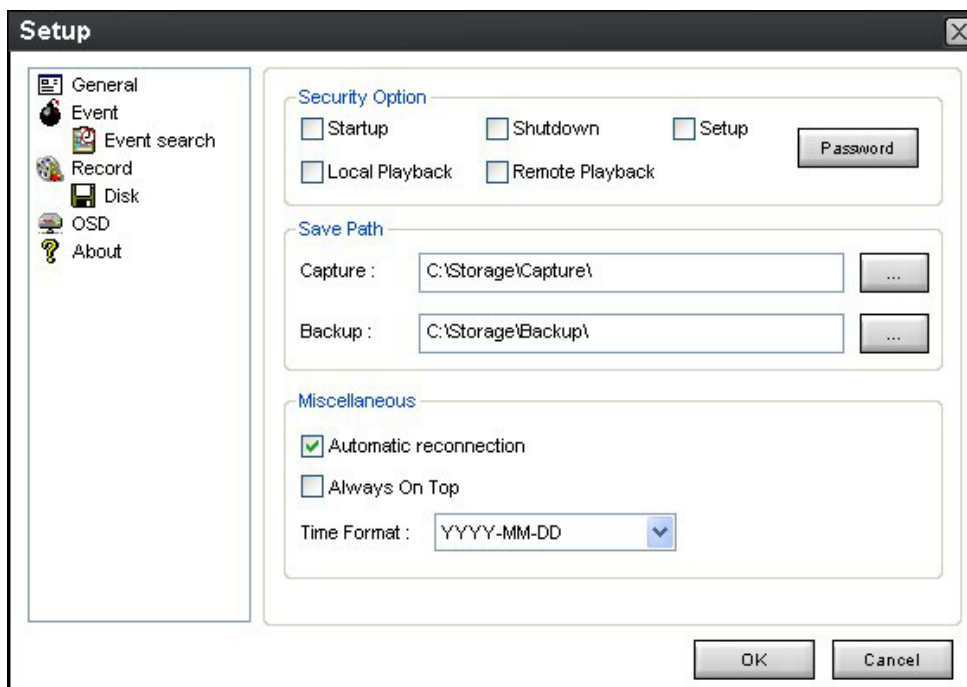 Setup
General
Event
Event search
Record
Disk
OSD
About
Security Option
Startup Shutdown Setup
Password
Local Playback Remote Playback
Save Path
Capture : C:\Storage\Capture\ ...
Backup : C:\Storage\Backup\ ...
Miscellaneous
Automatic reconnection
Always On Top
Time Format : YYYY-MM-DD
OK Cancel